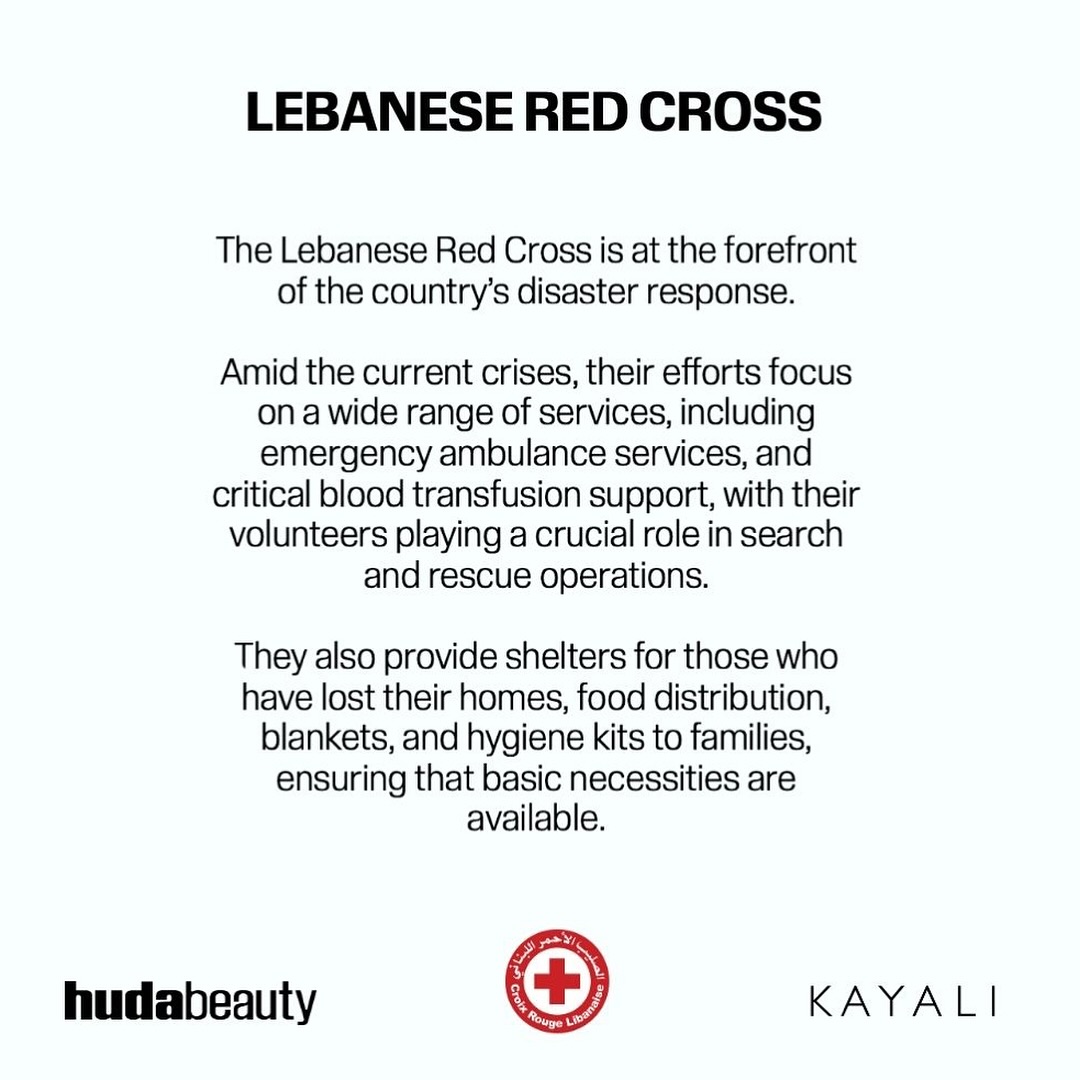 LEBANESE RED CROSS
The Lebanese Red Cross is at the forefront
of the country’s disaster response.
Amid the current crises, their efforts focus
on a wide range of services, including
emergency ambulance services, and
critical blood transfusion support, with their
volunteers playing a crucial role in search
and rescue operations.
They also provide shelters for those who
have lost their homes, food distribution,
blankets, and hygiene kits to families,
ensuring that basic necessities are
available.
hudabeauty
الصليب الأحمر اللبناني
Croix Rouge Libanaise
KAYALI